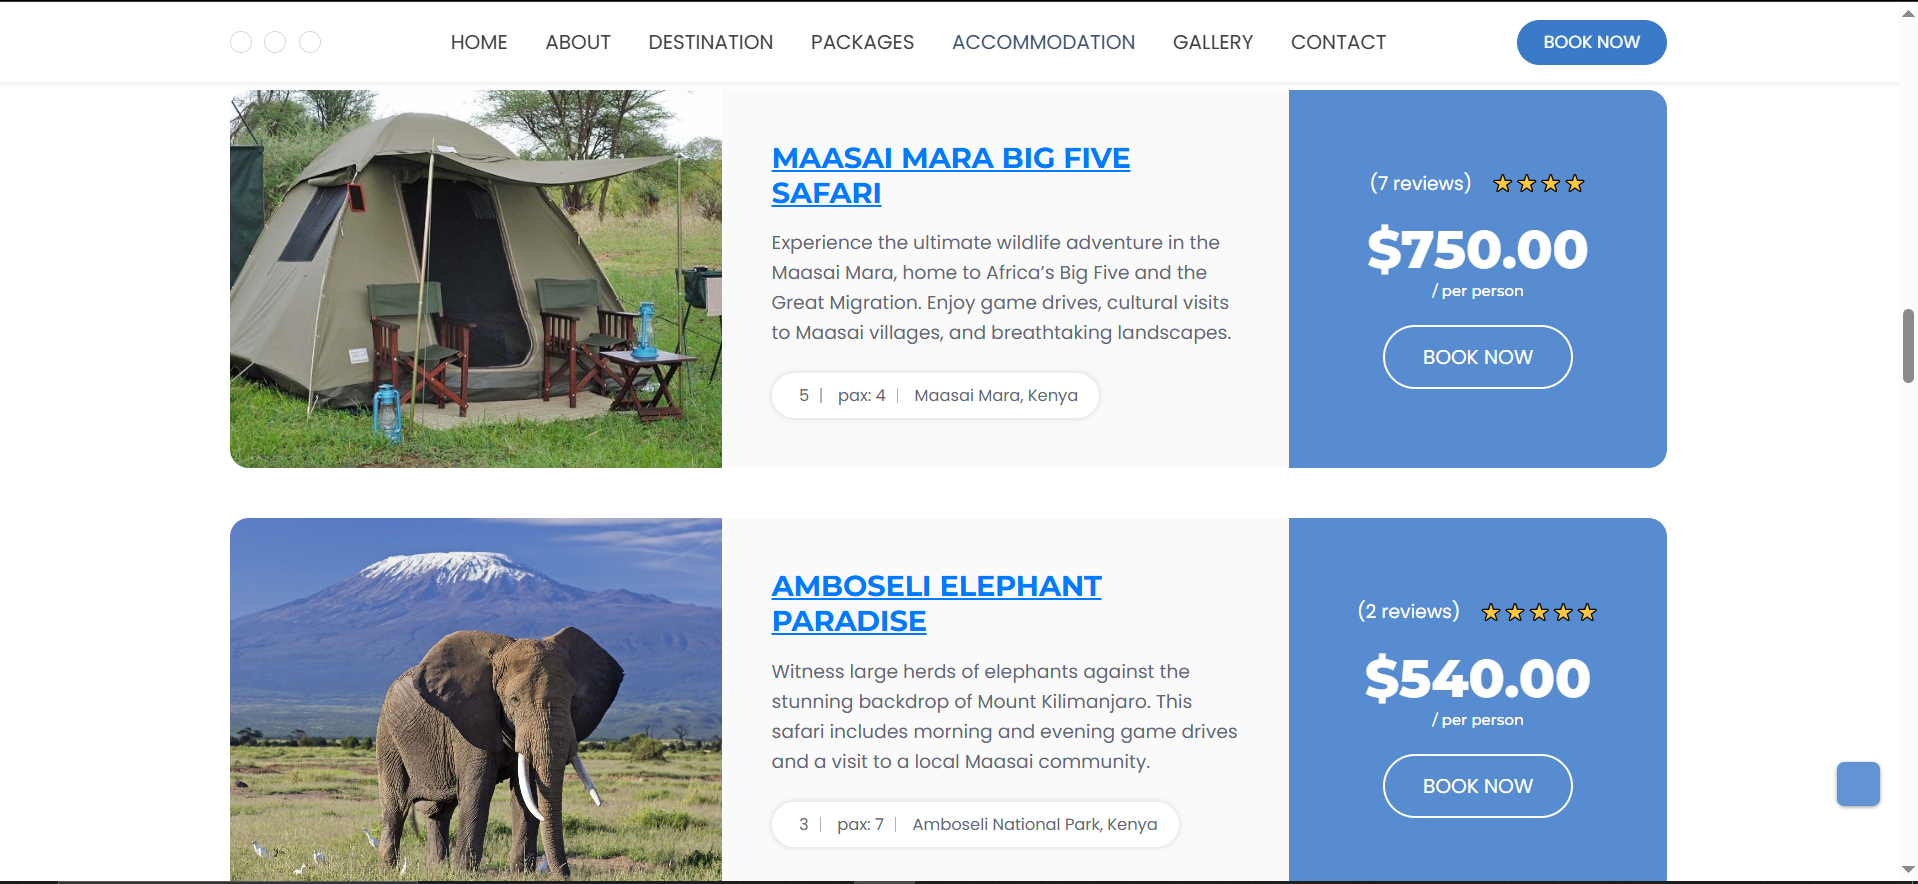 HOME ABOUT DESTINATION PACKAGES ACCOMMODATION GALLERY CONTACT BOOK NOW
MAASAI MARA BIG FIVE
SAFARI
Experience the ultimate wildlife adventure in the
Maasai Mara, home to Africa’s Big Five and the
Great Migration. Enjoy game drives, cultural visits
to Maasai villages, and breathtaking landscapes.
5 | pax: 4 | Maasai Mara, Kenya
(7 reviews) ★★★★
$750.00
/ per person
BOOK NOW
AMBOSELI ELEPHANT
PARADISE
Witness large herds of elephants against the
stunning backdrop of Mount Kilimanjaro. This
safari includes morning and evening game drives
and a visit to a local Maasai community.
3 | pax: 7 | Amboseli National Park, Kenya
(2 reviews) ★★★★★
$540.00
/ per person
BOOK NOW